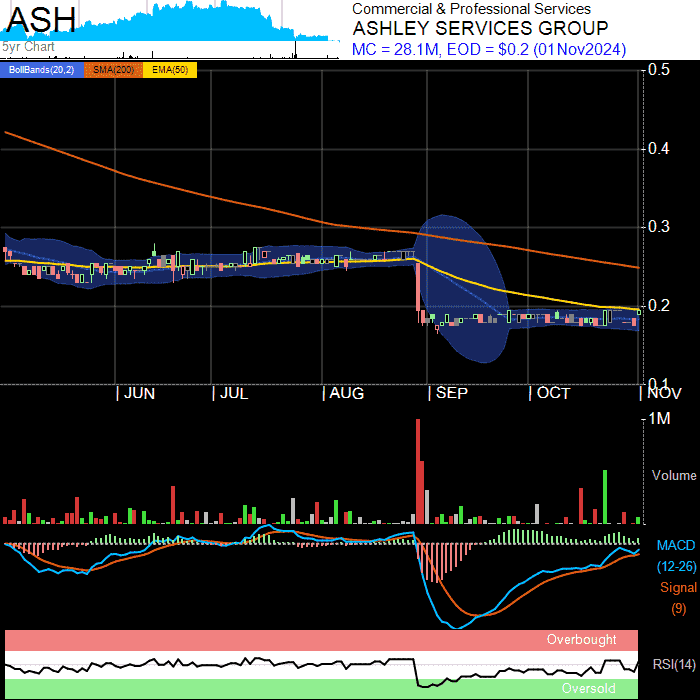 ASH
5yr Chart
Commercial & Professional Services
ASHLEY SERVICES GROUP
MC = 28.1M, EOD = $0.2 (01Nov2024)
BollBands(20,2) SMA(200) EMA(50)
0.5
0.4
0.3
0.2
0.1
JUN JUL AUG SEP OCT NOV
1M
Volume
MACD
(12-26)
Signal
(9)
Overbought
RSI(14)
Oversold